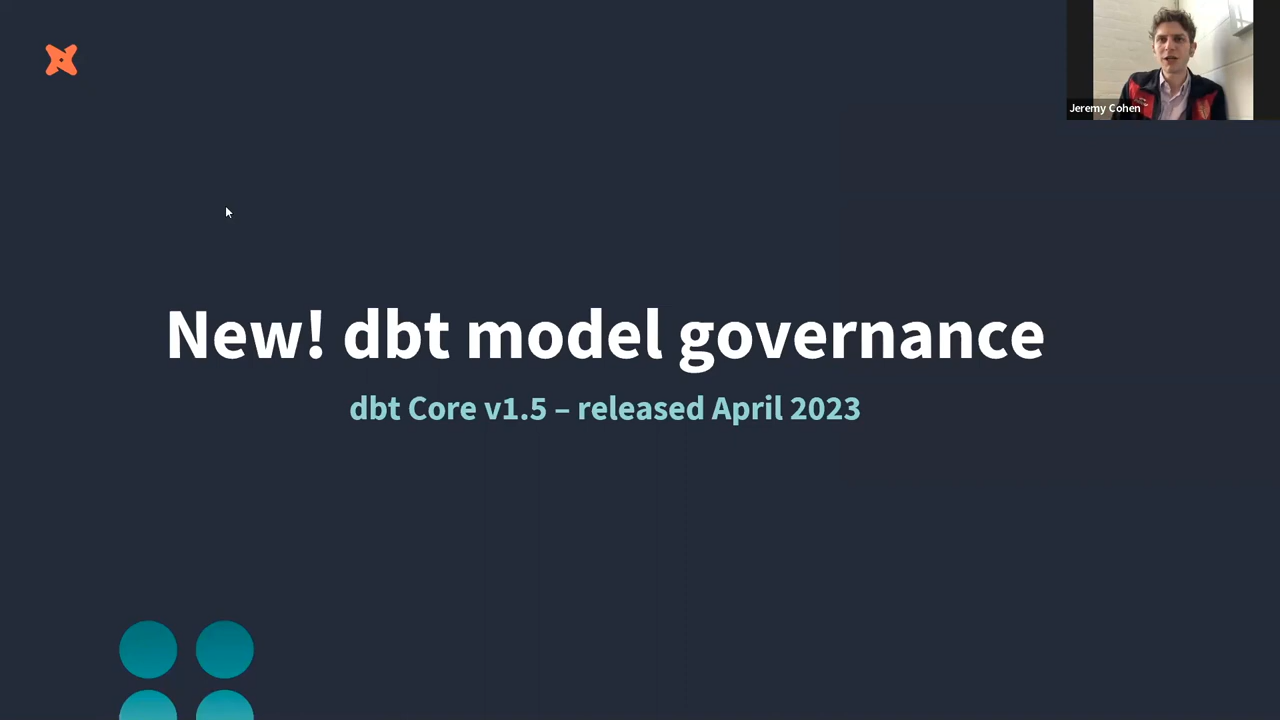 Jeremy Cohen
New! dbt model governance
dbt Core v1.5 – released April 2023